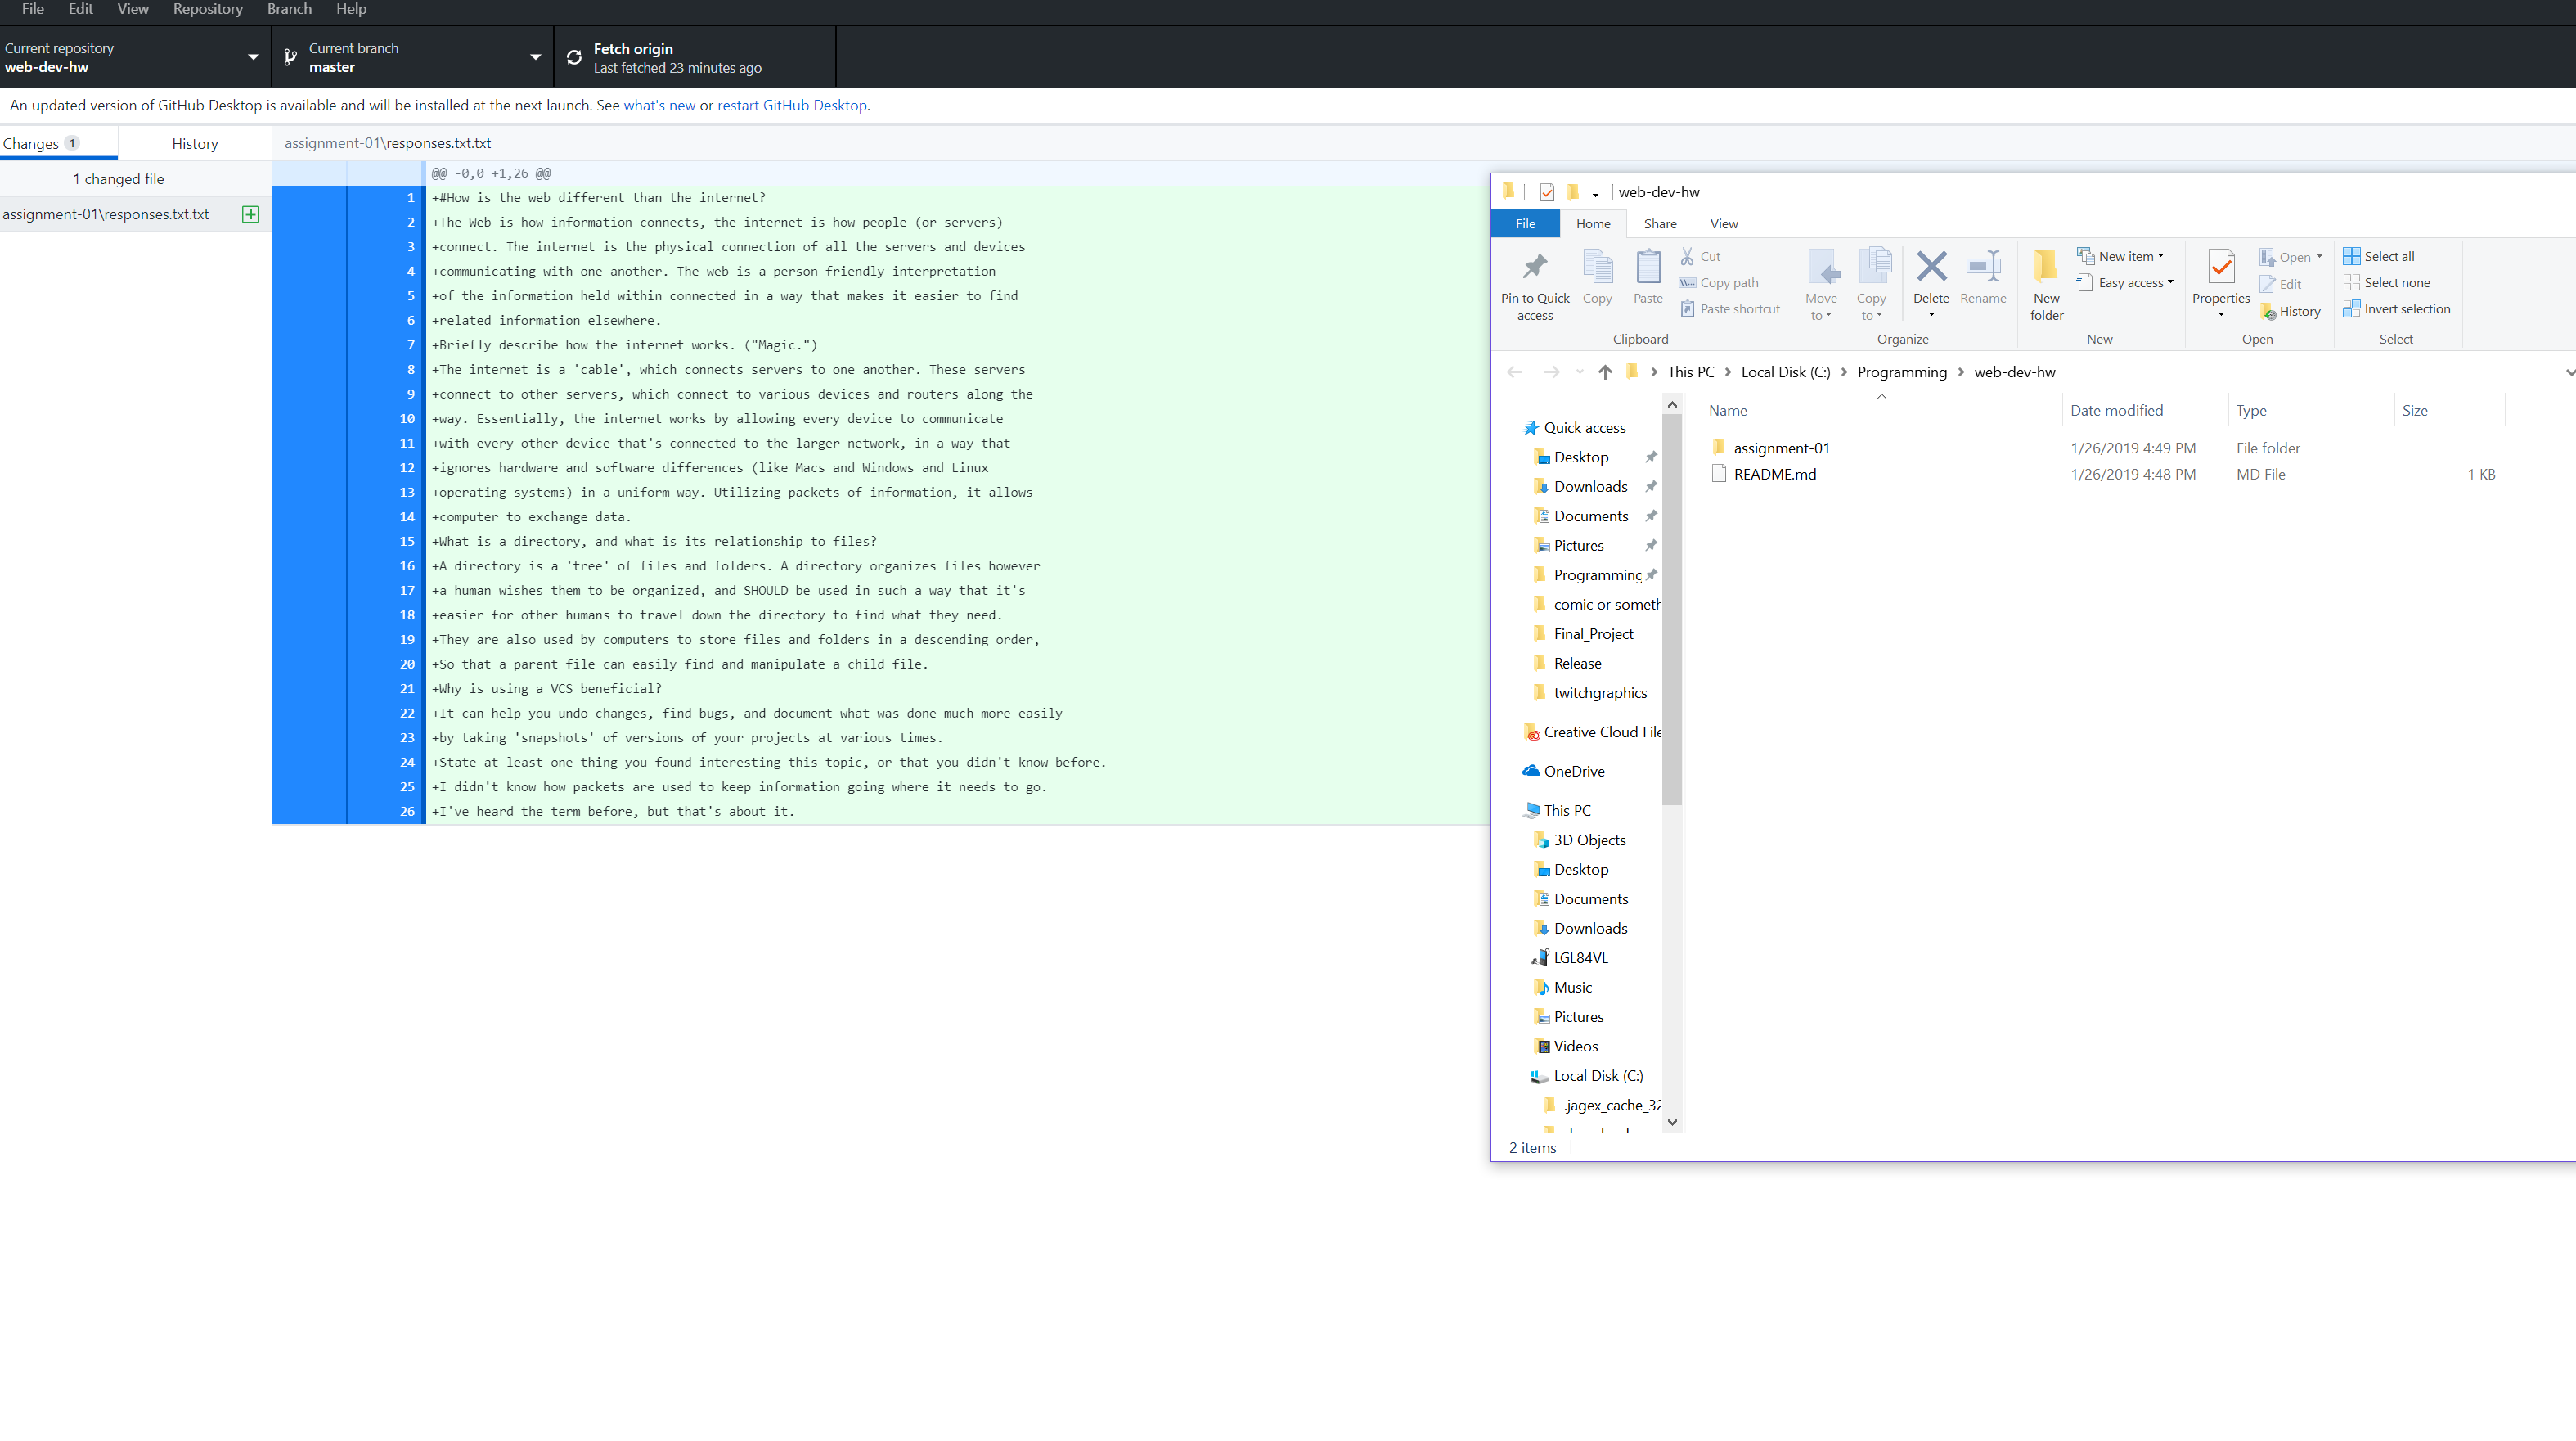 File Edit View Repository Branch Help
Current repository
web-dev-hw
Current branch
master
Fetch origin
Last fetched 23 minutes ago
An updated version of GitHub Desktop is available and will be installed at the next launch. See what's new or restart GitHub Desktop.
Changes 1
History
assignment-01\responses.txt.txt
1 changed file
assignment-01\responses.txt.txt
@@ -0,0 +1,26 @@
1 +#How is the web different than the internet?
2 +The Web is how information connects, the internet is how people (or servers)
3 +connect. The internet is the physical connection of all the servers and devices
4 +communicating with one another. The web is a person-friendly interpretation
5 +of the information held within connected in a way that makes it easier to find
6 +related information elsewhere.
7 +Briefly describe how the internet works. ("Magic.")
8 +The internet is a 'cable', which connects servers to one another. These servers
9 +connect to other servers, which connect to various devices and routers along the
10 +way. Essentially, the internet works by allowing every device to communicate
11 +with every other device that's connected to the larger network, in a way that
12 +ignores hardware and software differences (like Macs and Windows and Linux
13 +operating systems) in a uniform way. Utilizing packets of information, it allows
14 +computer to exchange data.
15 +What is a directory, and what is its relationship to files?
16 +A directory is a 'tree' of files and folders. A directory organizes files however
17 +a human wishes them to be organized, and SHOULD be used in such a way that it's
18 +easier for other humans to travel down the directory to find what they need.
19 +They are also used by computers to store files and folders in a descending order,
20 +So that a parent file can easily find and manipulate a child file.
21 +Why is using a VCS beneficial?
22 +It can help you undo changes, find bugs, and document what was done much more easily
23 +by taking 'snapshots' of versions of your projects at various times.
24 +State at least one thing you found interesting this topic, or that you didn't know before.
25 +I didn't know how packets are used to keep information going where it needs to go.
26 +I've heard the term before, but that's about it.
web-dev-hw
File Home Share View
Pin to Quick access
Copy
Paste
Cut
Copy path
Paste shortcut
Clipboard
Move to
Copy to
Delete
Rename
Organize
New folder
New item
Easy access
New
Properties
Open
Edit
History
Open
Select all
Select none
Invert selection
Select
This PC > Local Disk (C:) > Programming > web-dev-hw
Name Date modified Type Size
assignment-01 1/26/2019 4:49 PM File folder
README.md 1/26/2019 4:48 PM MD File 1 KB
Quick access
Desktop
Downloads
Documents
Pictures
Programming
comic or someth
Final_Project
Release
twitchgraphics
Creative Cloud File
OneDrive
This PC
3D Objects
Desktop
Documents
Downloads
LGL84VL
Music
Pictures
Videos
Local Disk (C:)
.jagex_cache_32
2 items